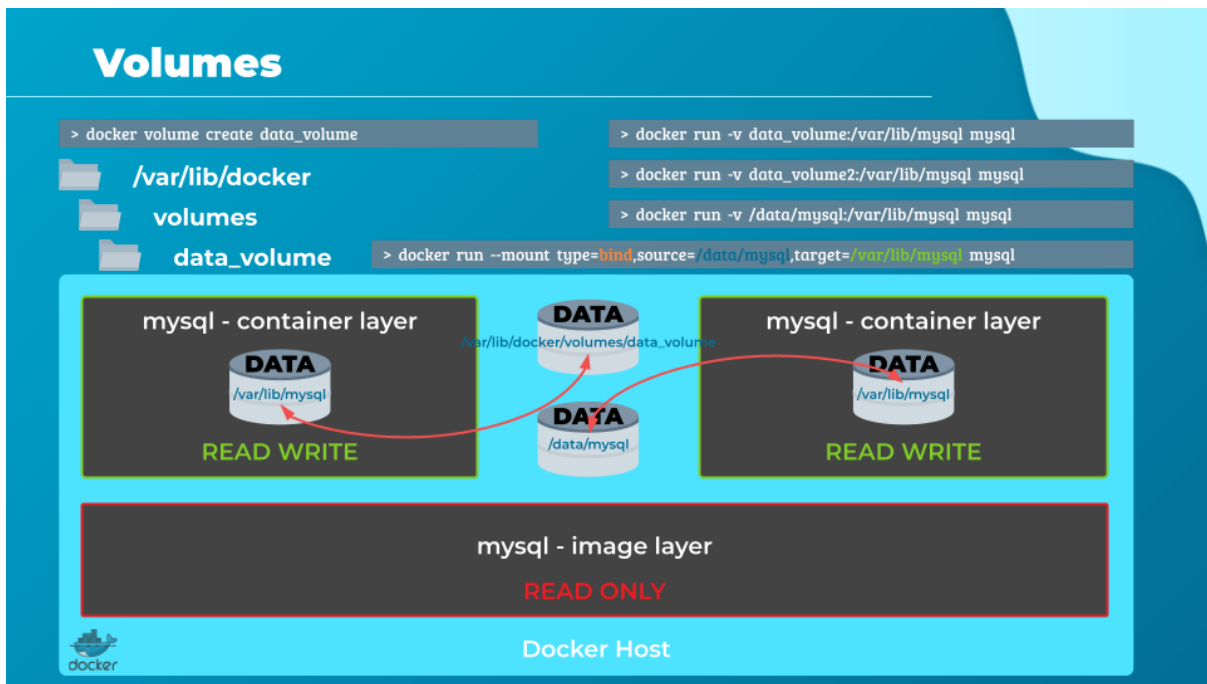 Volumes
> docker volume create data_volume
> docker run -v data_volume:/var/lib/mysql mysql
/var/lib/docker
> docker run -v data_volume2:/var/lib/mysql mysql
volumes
> docker run -v /data/mysql:/var/lib/mysql mysql
data_volume
> docker run --mount type=bind,source=/data/mysql,target=/var/lib/mysql mysql
mysql - container layer
DATA
/var/lib/mysql
READ WRITE
DATA
/var/lib/docker/volumes/data_volume
DATA
/data/mysql
mysql - container layer
DATA
/var/lib/mysql
READ WRITE
mysql - image layer
READ ONLY
docker
Docker Host